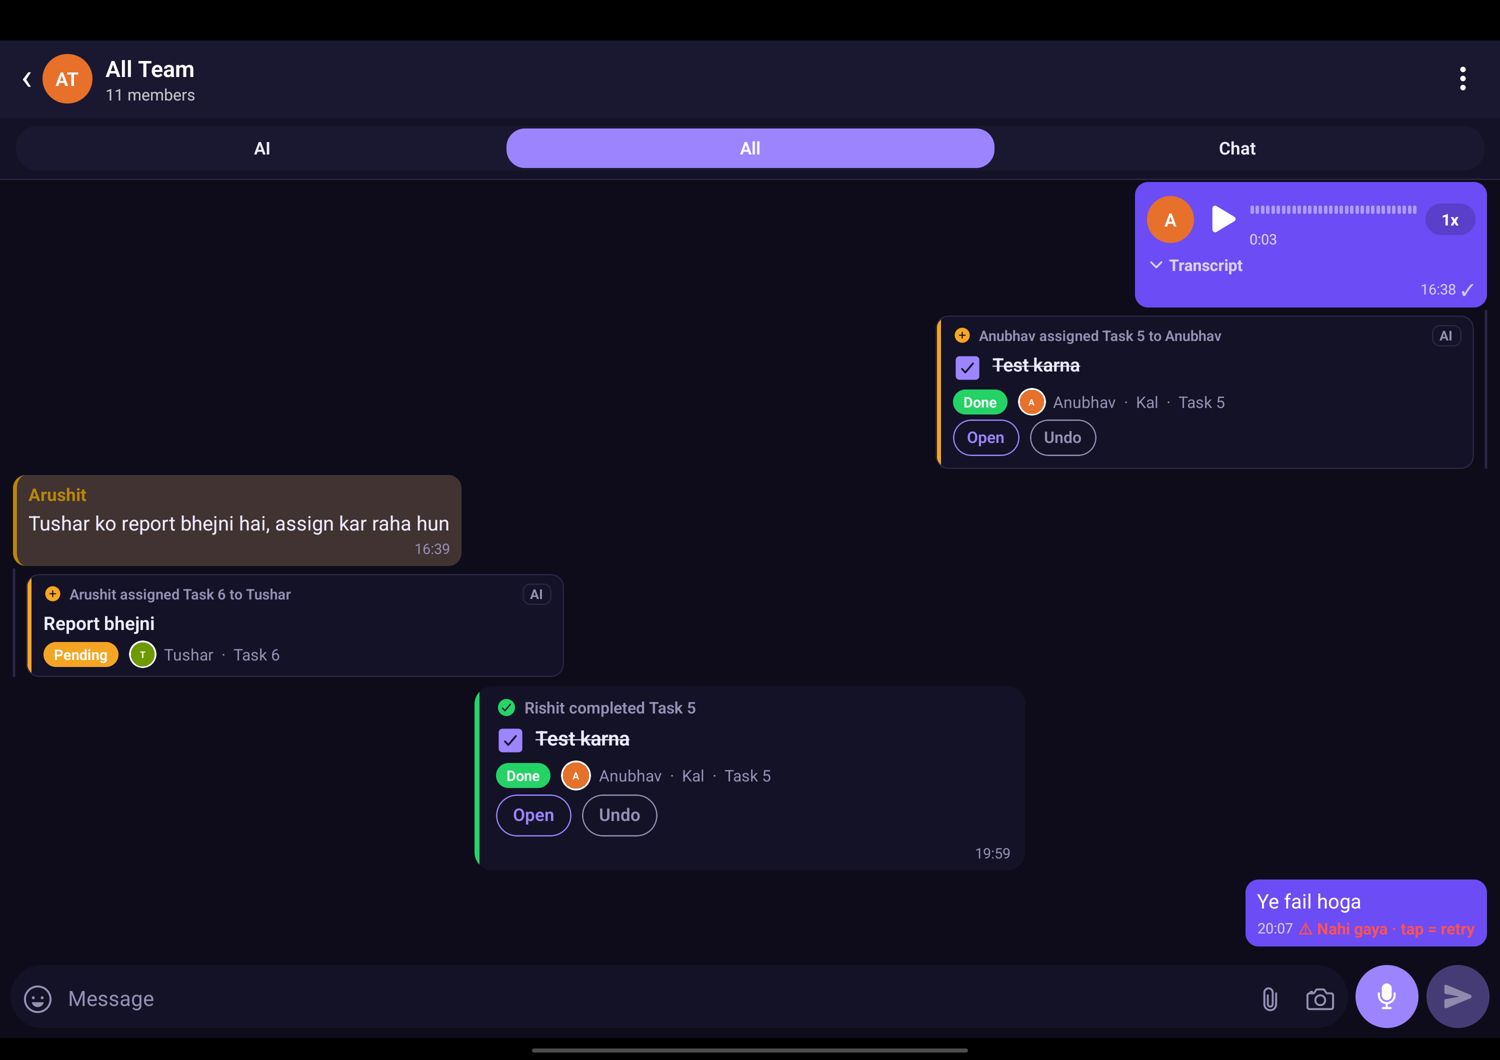 AT
All Team
11 members
AI
All
Chat
A
1x
0:03
Transcript
16:38
Anubhav assigned Task 5 to Anubhav
AI
Test karna
Done
A
Anubhav · Kal · Task 5
Open
Undo
Arushit
Tushar ko report bhejni hai, assign kar raha hun
16:39
Arushit assigned Task 6 to Tushar
AI
Report bhejni
Pending
T
Tushar · Task 6
Rishit completed Task 5
Test karna
Done
A
Anubhav · Kal · Task 5
Open
Undo
19:59
Ye fail hoga
20:07 ⚠ Nahi gaya · tap = retry
Message